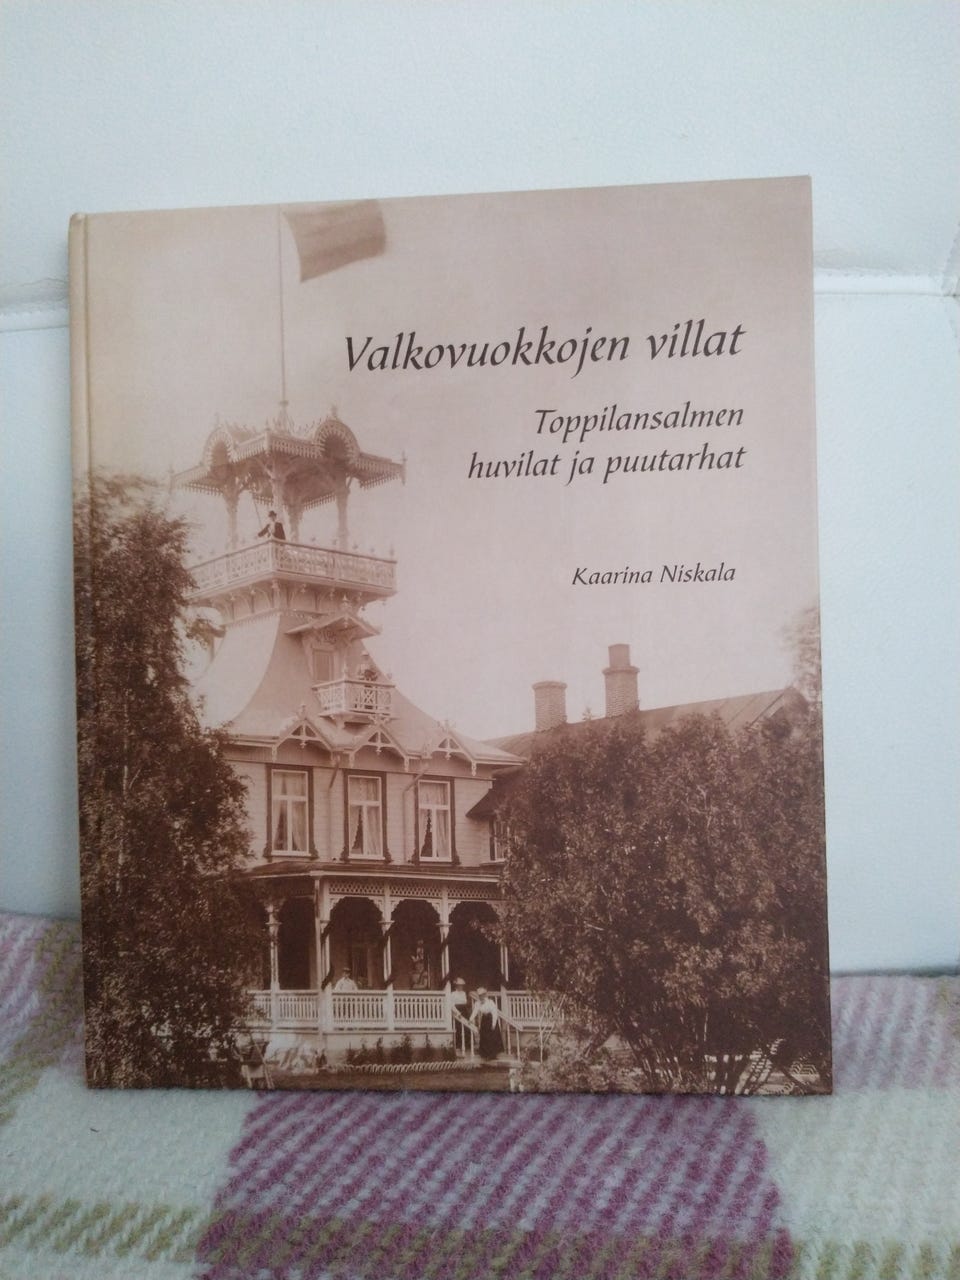 Valkovuokkojen villat
Toppilansalmen
huvilat ja puutarhat
Kaarina Niskala